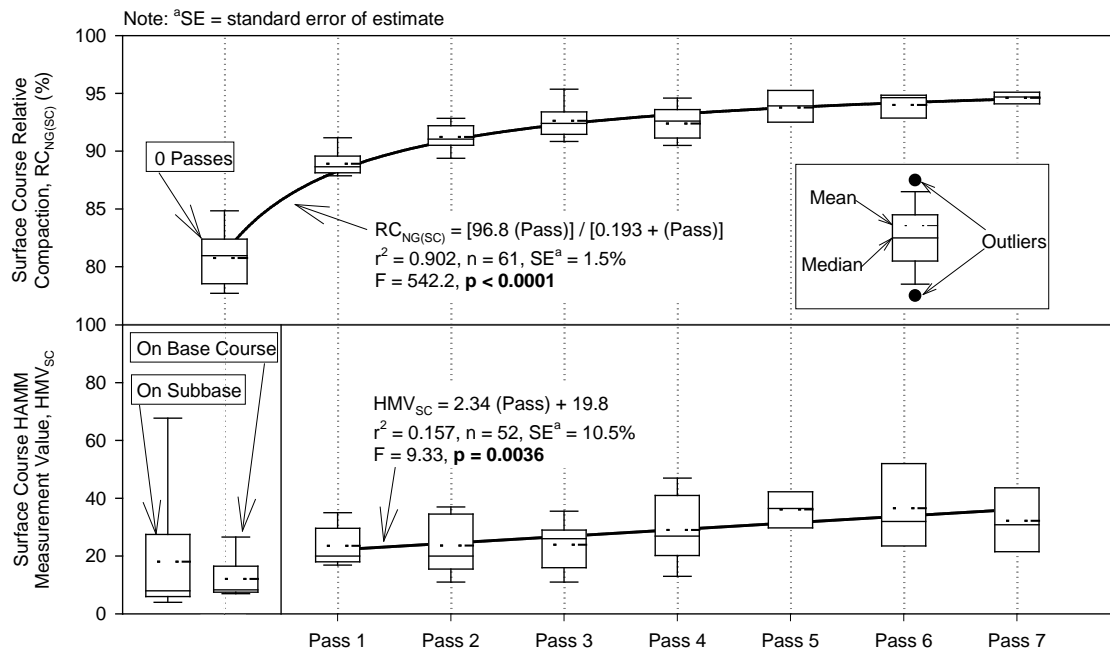 Note: ᵃSE = standard error of estimate
Surface Course Relative
Compaction, RC_NG(SC) (%)
100
95
90
85
80
0 Passes
RC_NG(SC) = [96.8 (Pass)] / [0.193 + (Pass)]
r² = 0.902, n = 61, SEᵃ = 1.5%
F = 542.2, p < 0.0001
Mean
Median
Outliers
Surface Course HAMM
Measurement Value, HMV_SC
100
80
60
40
20
0
On Base Course
On Subbase
HMV_SC = 2.34 (Pass) + 19.8
r² = 0.157, n = 52, SEᵃ = 10.5%
F = 9.33, p = 0.0036
Pass 1 Pass 2 Pass 3 Pass 4 Pass 5 Pass 6 Pass 7